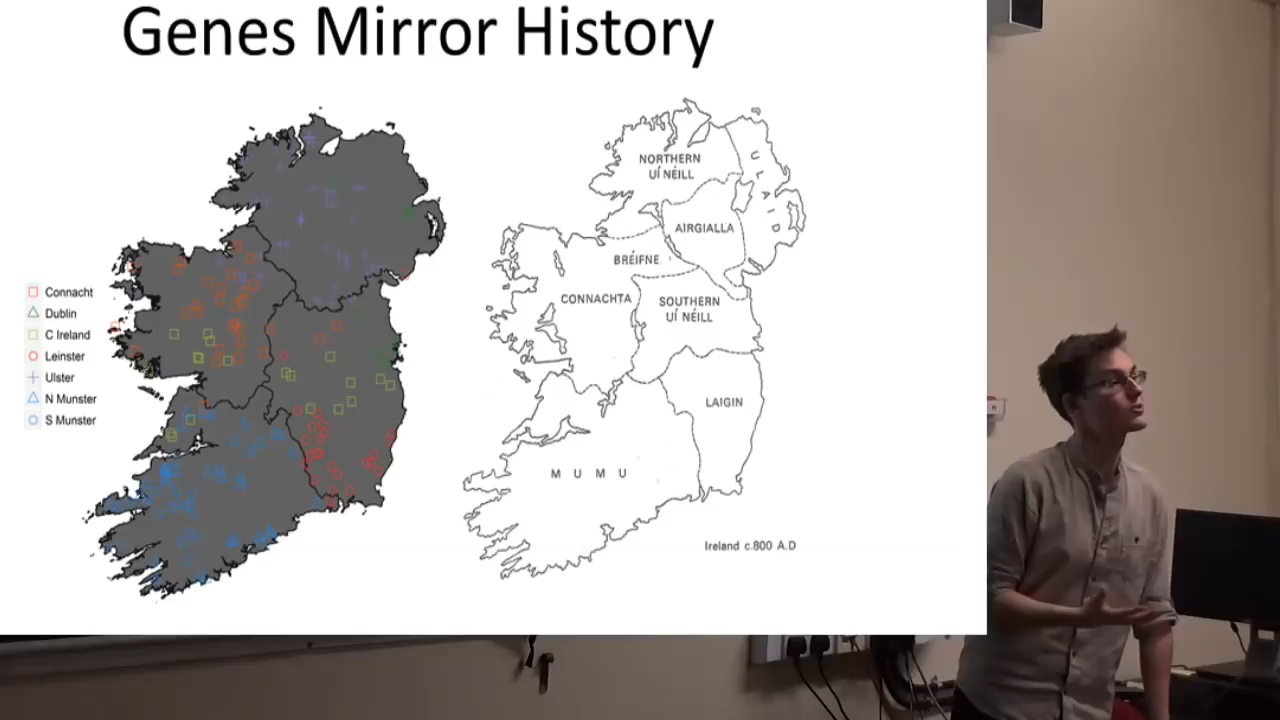 Genes Mirror History
Connacht
Dublin
C Ireland
Leinster
Ulster
N Munster
S Munster
NORTHERN
UÍ NÉILL
ULAID
AIRGIALLA
BRÉIFNE
CONNACHTA
SOUTHERN
UÍ NÉILL
LAIGIN
MUMU
Ireland c.800 A.D